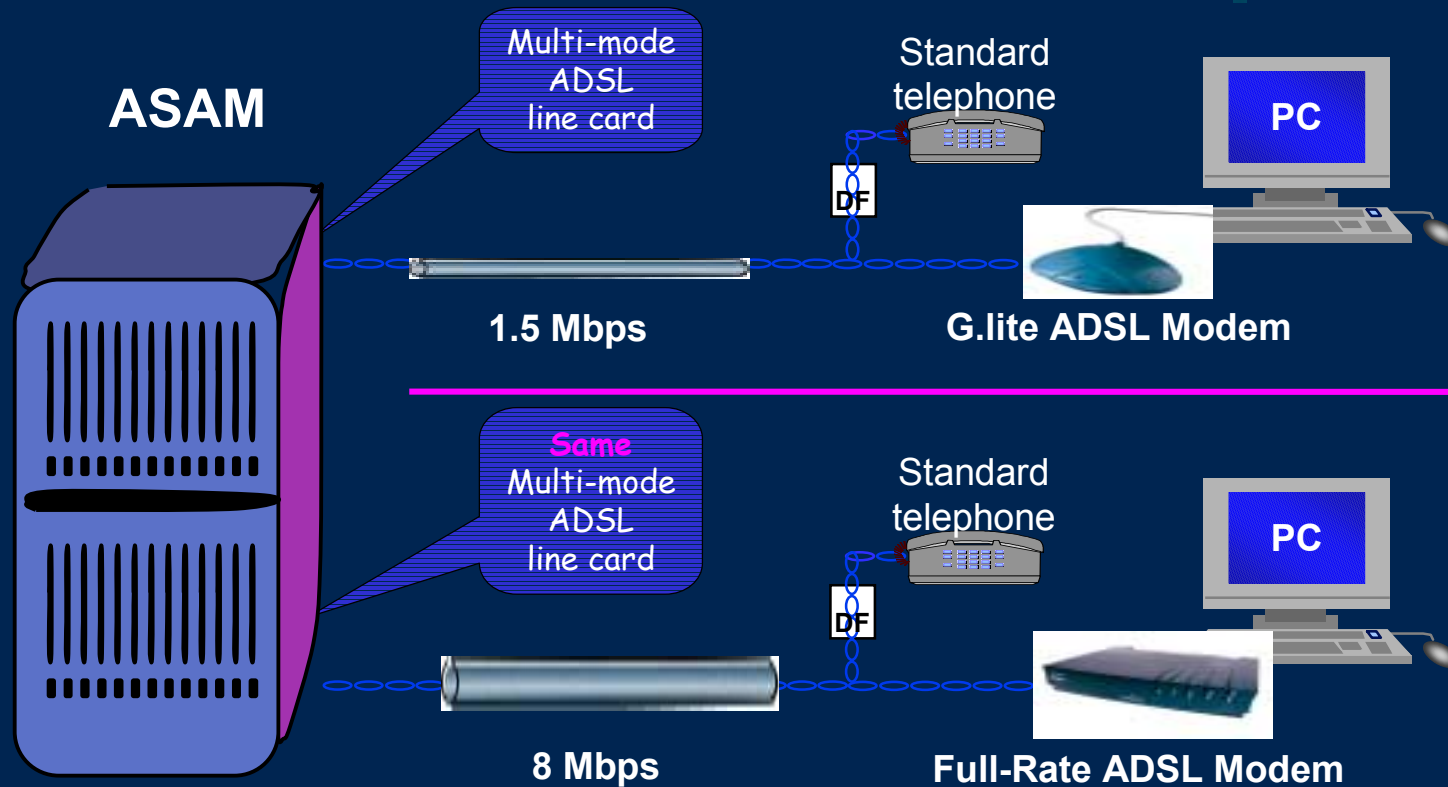 ASAM
Multi-mode
ADSL
line card
Standard
telephone
PC
DF
1.5 Mbps
G.lite ADSL Modem
Same
Multi-mode
ADSL
line card
Standard
telephone
PC
DF
8 Mbps
Full-Rate ADSL Modem